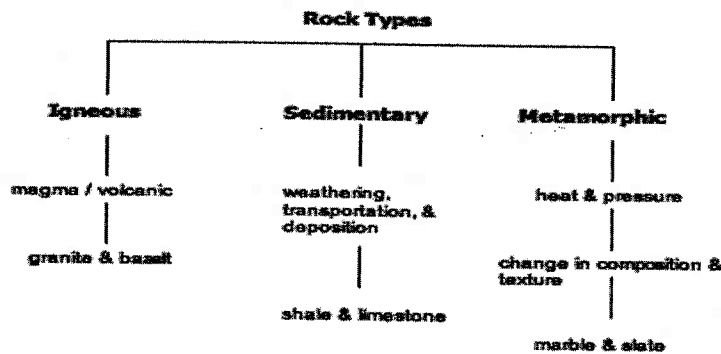 Rock Types
Igneous
Sedimentary
Metamorphic
magma / volcanic
weathering,
transportation, &
deposition
heat & pressure
granite & basalt
change in composition &
texture
shale & limestone
marble & slate